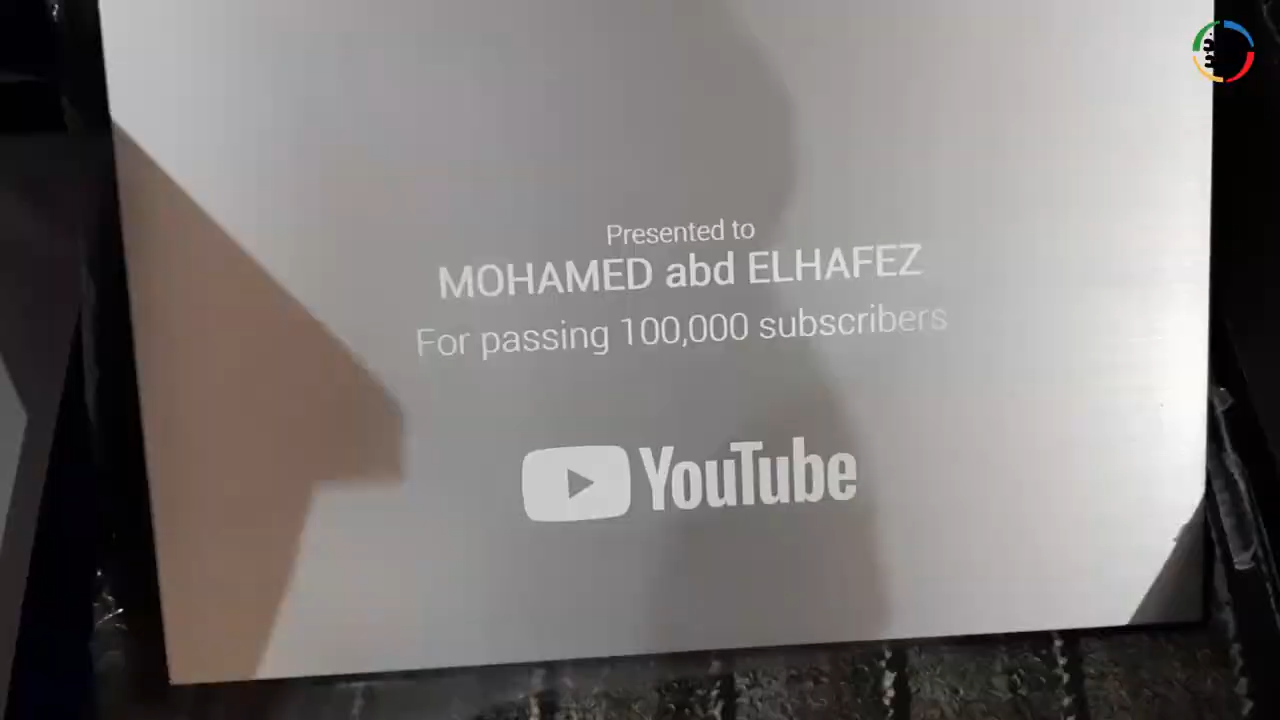 Presented to
MOHAMED abd ELHAFEZ
For passing 100,000 subscribers
YouTube